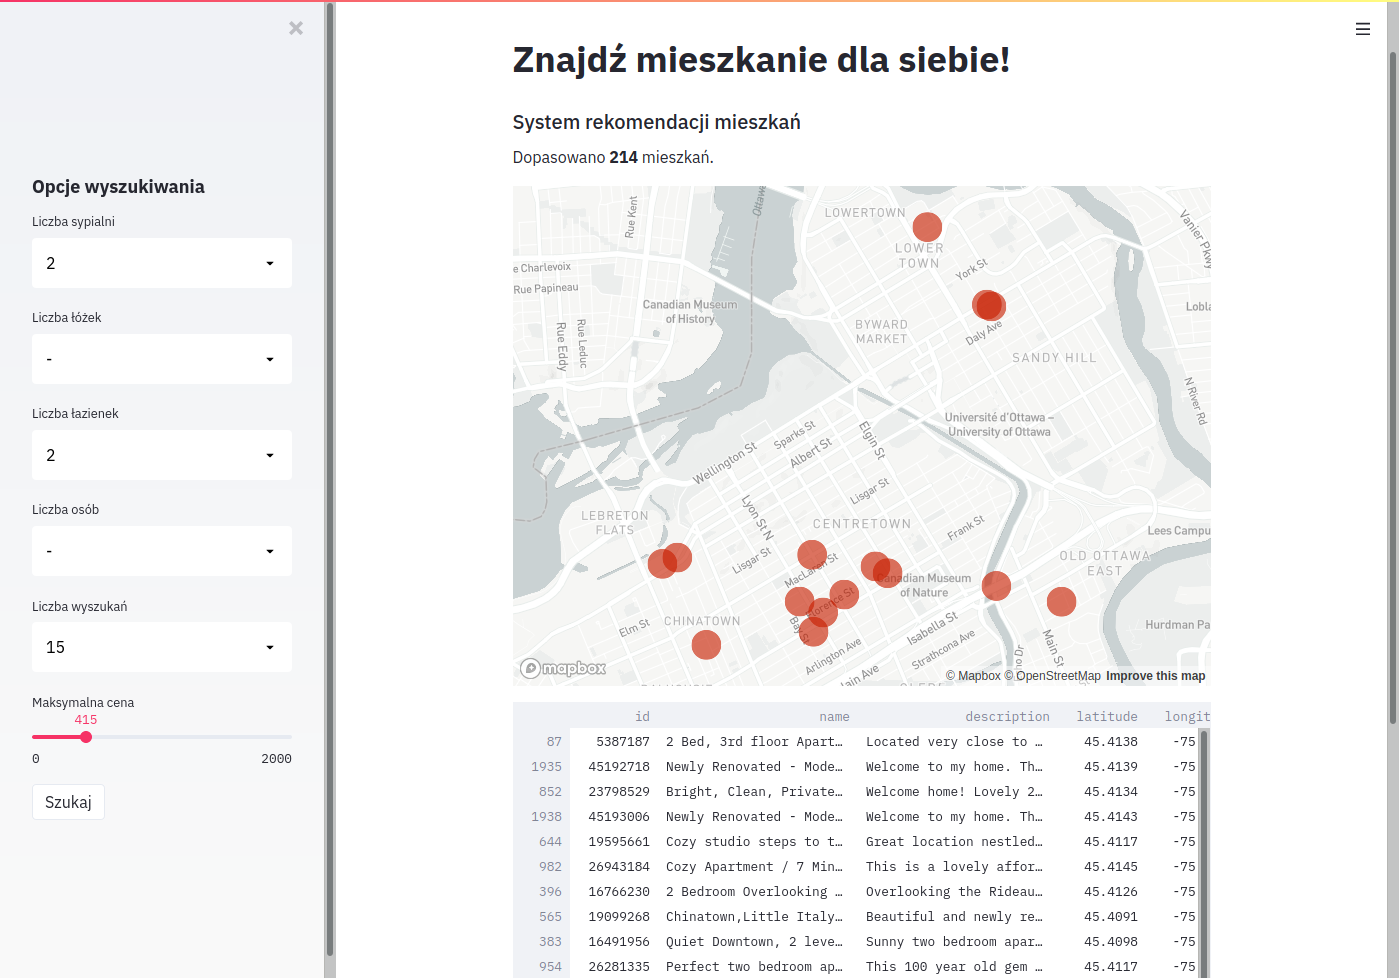 Opcje wyszukiwania
Liczba sypialni
2
Liczba łóżek
-
Liczba łazienek
2
Liczba osób
-
Liczba wyszukań
15
Maksymalna cena
415
0 2000
Szukaj
Znajdź mieszkanie dla siebie!
System rekomendacji mieszkań
Dopasowano 214 mieszkań.
Rue Kent
LOWERTOWN
Vanier Pkwy
LOWER
TOWN
York St
e Charlevoix
Rue Papineau
Canadian Museum
of History
Lobla
Rue Eddy
Rue Leduc
BYWARD
MARKET
Daly Ave
SANDY HILL
N River Rd
Université d'Ottawa –
University of Ottawa
Sparks St
Elgin St
Albert St
Wellington St
Lisgar St
Lyon St N
LEBRETON
FLATS
CENTRETOWN
Frank St
Lees Campu
Lisgar St
MacLaren St
OLD OTTAWA
EAST
Canadian Museum
of Nature
Florence St
CHINATOWN
Elm St
Bay St
Isabella St
Hurdman Pa
Arlington Ave
Strathcona Ave
Main St
lain Ave
ho Dr
mapbox
© Mapbox © OpenStreetMap Improve this map
id name description latitude longit
87 5387187 2 Bed, 3rd floor Apart… Located very close to … 45.4138 -75
1935 45192718 Newly Renovated - Mode… Welcome to my home. Th… 45.4139 -75
852 23798529 Bright, Clean, Private… Welcome home! Lovely 2… 45.4134 -75
1938 45193006 Newly Renovated - Mode… Welcome to my home. Th… 45.4143 -75
644 19595661 Cozy studio steps to t… Great location nestled… 45.4117 -75
982 26943184 Cozy Apartment / 7 Min… This is a lovely affor… 45.4145 -75
396 16766230 2 Bedroom Overlooking … Overlooking the Rideau… 45.4126 -75
565 19099268 Chinatown,Little Italy… Beautiful and newly re… 45.4091 -75
383 16491956 Quiet Downtown, 2 leve… Sunny two bedroom apar… 45.4098 -75
954 26281335 Perfect two bedroom ap… This 100 year old gem … 45.4117 -75